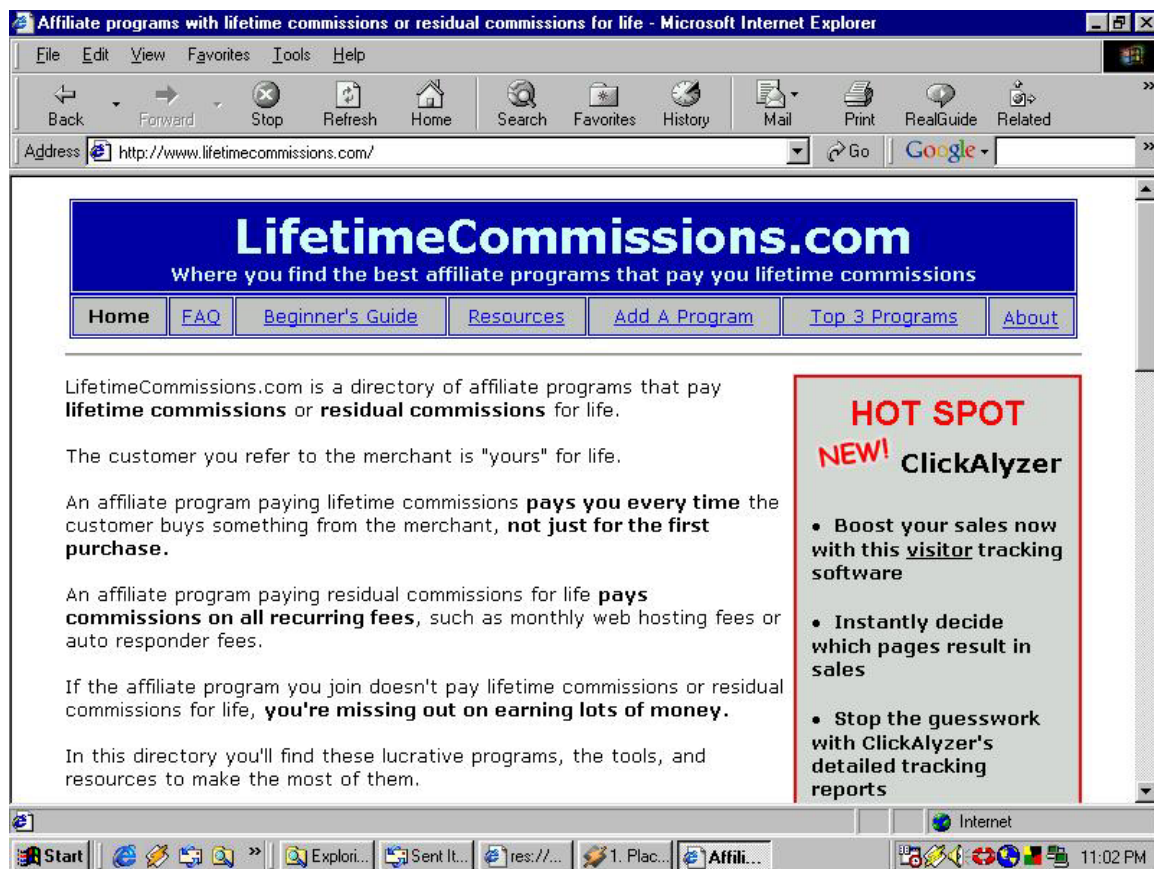 Affiliate programs with lifetime commissions or residual commissions for life - Microsoft Internet Explorer
File Edit View Favorites Tools Help
Back Forward Stop Refresh Home Search Favorites History Mail Print RealGuide Related »
Address http://www.lifetimecommissions.com/ Go Google »
LifetimeCommissions.com
Where you find the best affiliate programs that pay you lifetime commissions
Home FAQ Beginner's Guide Resources Add A Program Top 3 Programs About
LifetimeCommissions.com is a directory of affiliate programs that pay
lifetime commissions or residual commissions for life.
The customer you refer to the merchant is "yours" for life.
An affiliate program paying lifetime commissions pays you every time the
customer buys something from the merchant, not just for the first
purchase.
An affiliate program paying residual commissions for life pays
commissions on all recurring fees, such as monthly web hosting fees or
auto responder fees.
If the affiliate program you join doesn't pay lifetime commissions or residual
commissions for life, you're missing out on earning lots of money.
In this directory you'll find these lucrative programs, the tools, and
resources to make the most of them.
HOT SPOT
NEW! ClickAlyzer
• Boost your sales now
with this visitor tracking
software
• Instantly decide
which pages result in
sales
• Stop the guesswork
with ClickAlyzer's
detailed tracking
reports
Internet
Start » Explori... Sent It... res://... 1. Plac... Affili... 11:02 PM